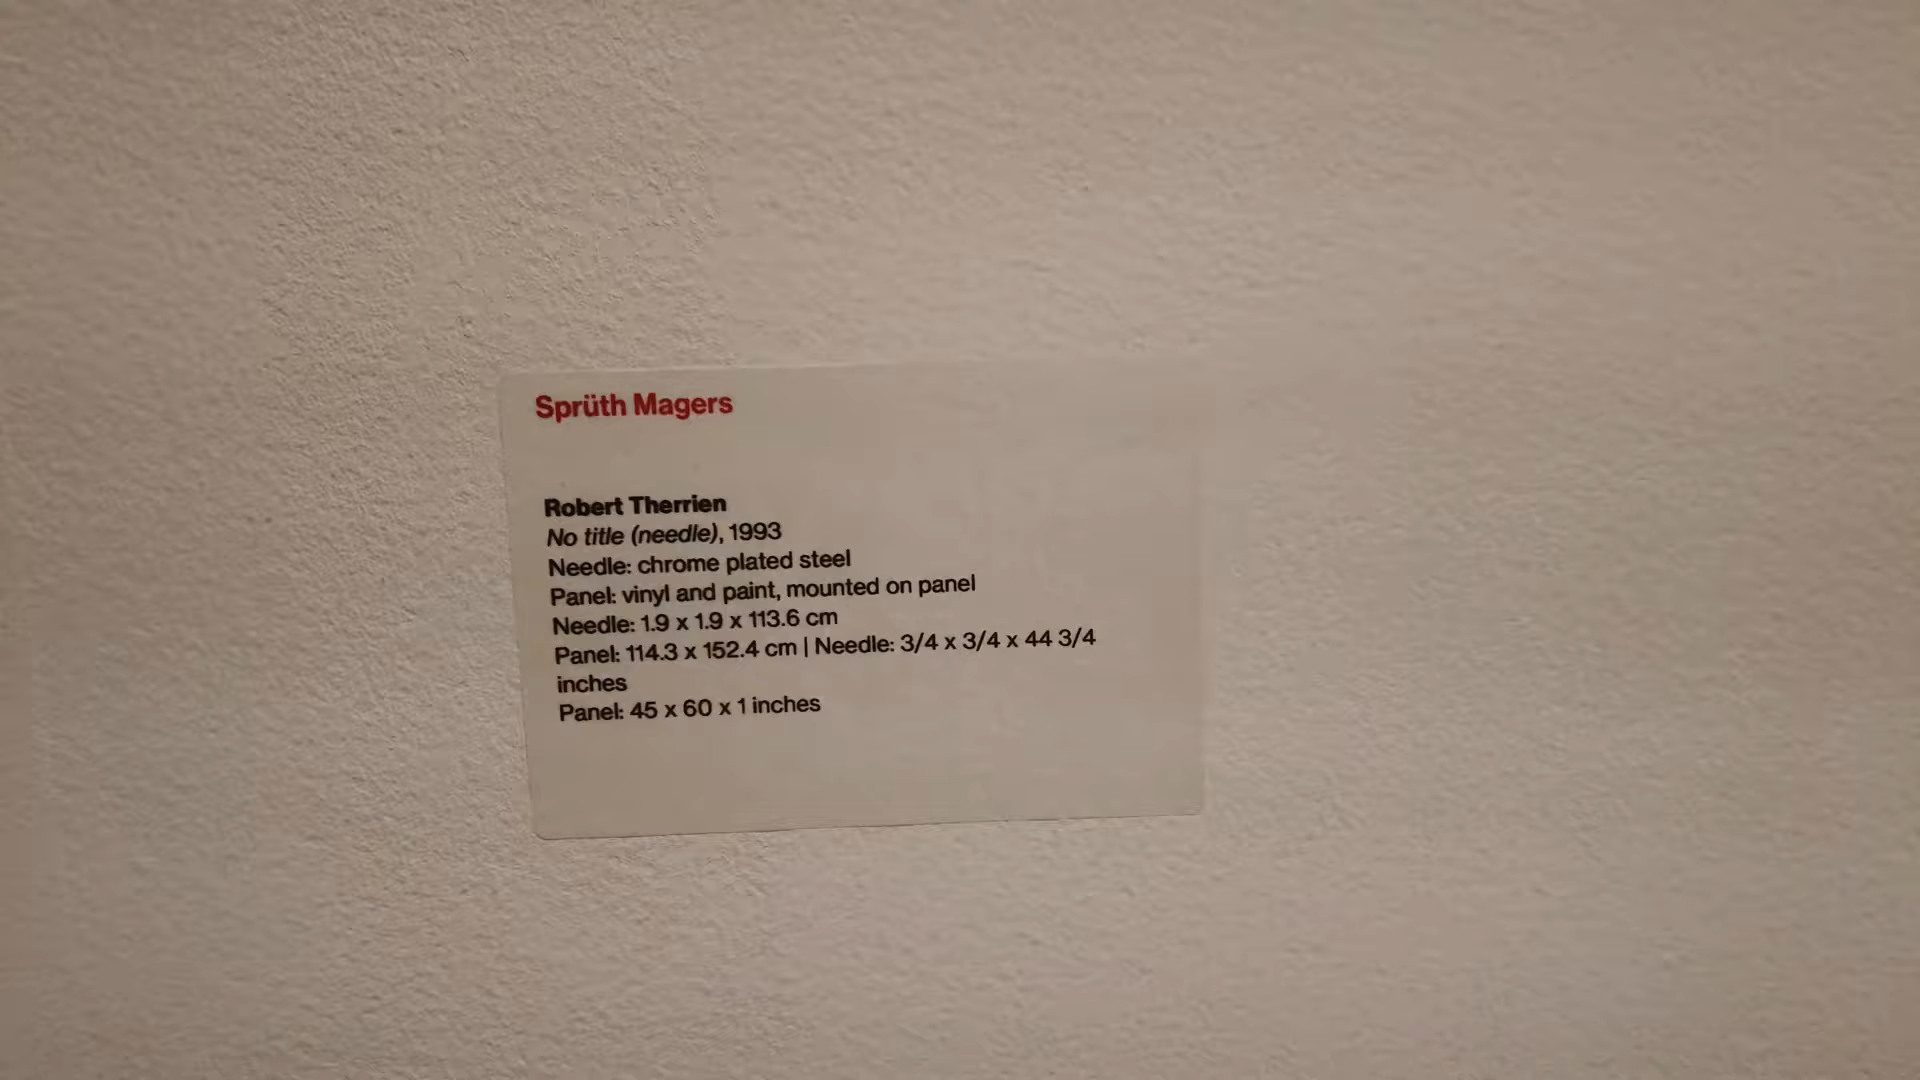 Sprüth Magers
Robert Therrien
No title (needle), 1993
Needle: chrome plated steel
Panel: vinyl and paint, mounted on panel
Needle: 1.9 x 1.9 x 113.6 cm
Panel: 114.3 x 152.4 cm | Needle: 3/4 x 3/4 x 44 3/4
inches
Panel: 45 x 60 x 1 inches